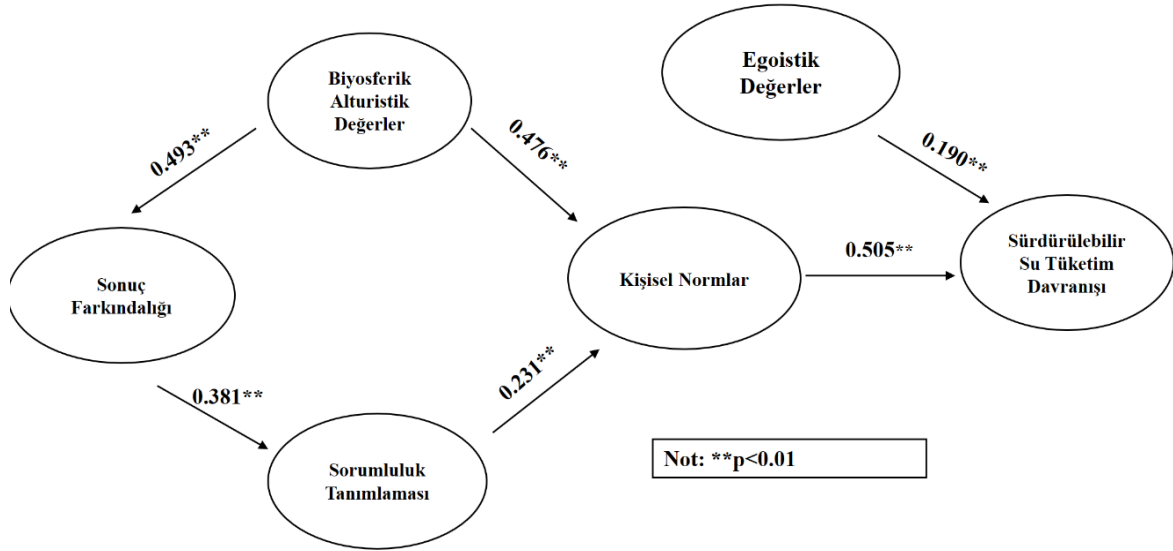 Biyosferik
Alturistik
Değerler
Egoistik
Değerler
0.493**
0.476**
0.190**
Sonuç
Farkındalığı
Kişisel Normlar
0.505**
Sürdürülebilir
Su Tüketim
Davranışı
0.381**
0.231**
Sorumluluk
Tanımlaması
Not: **p<0.01